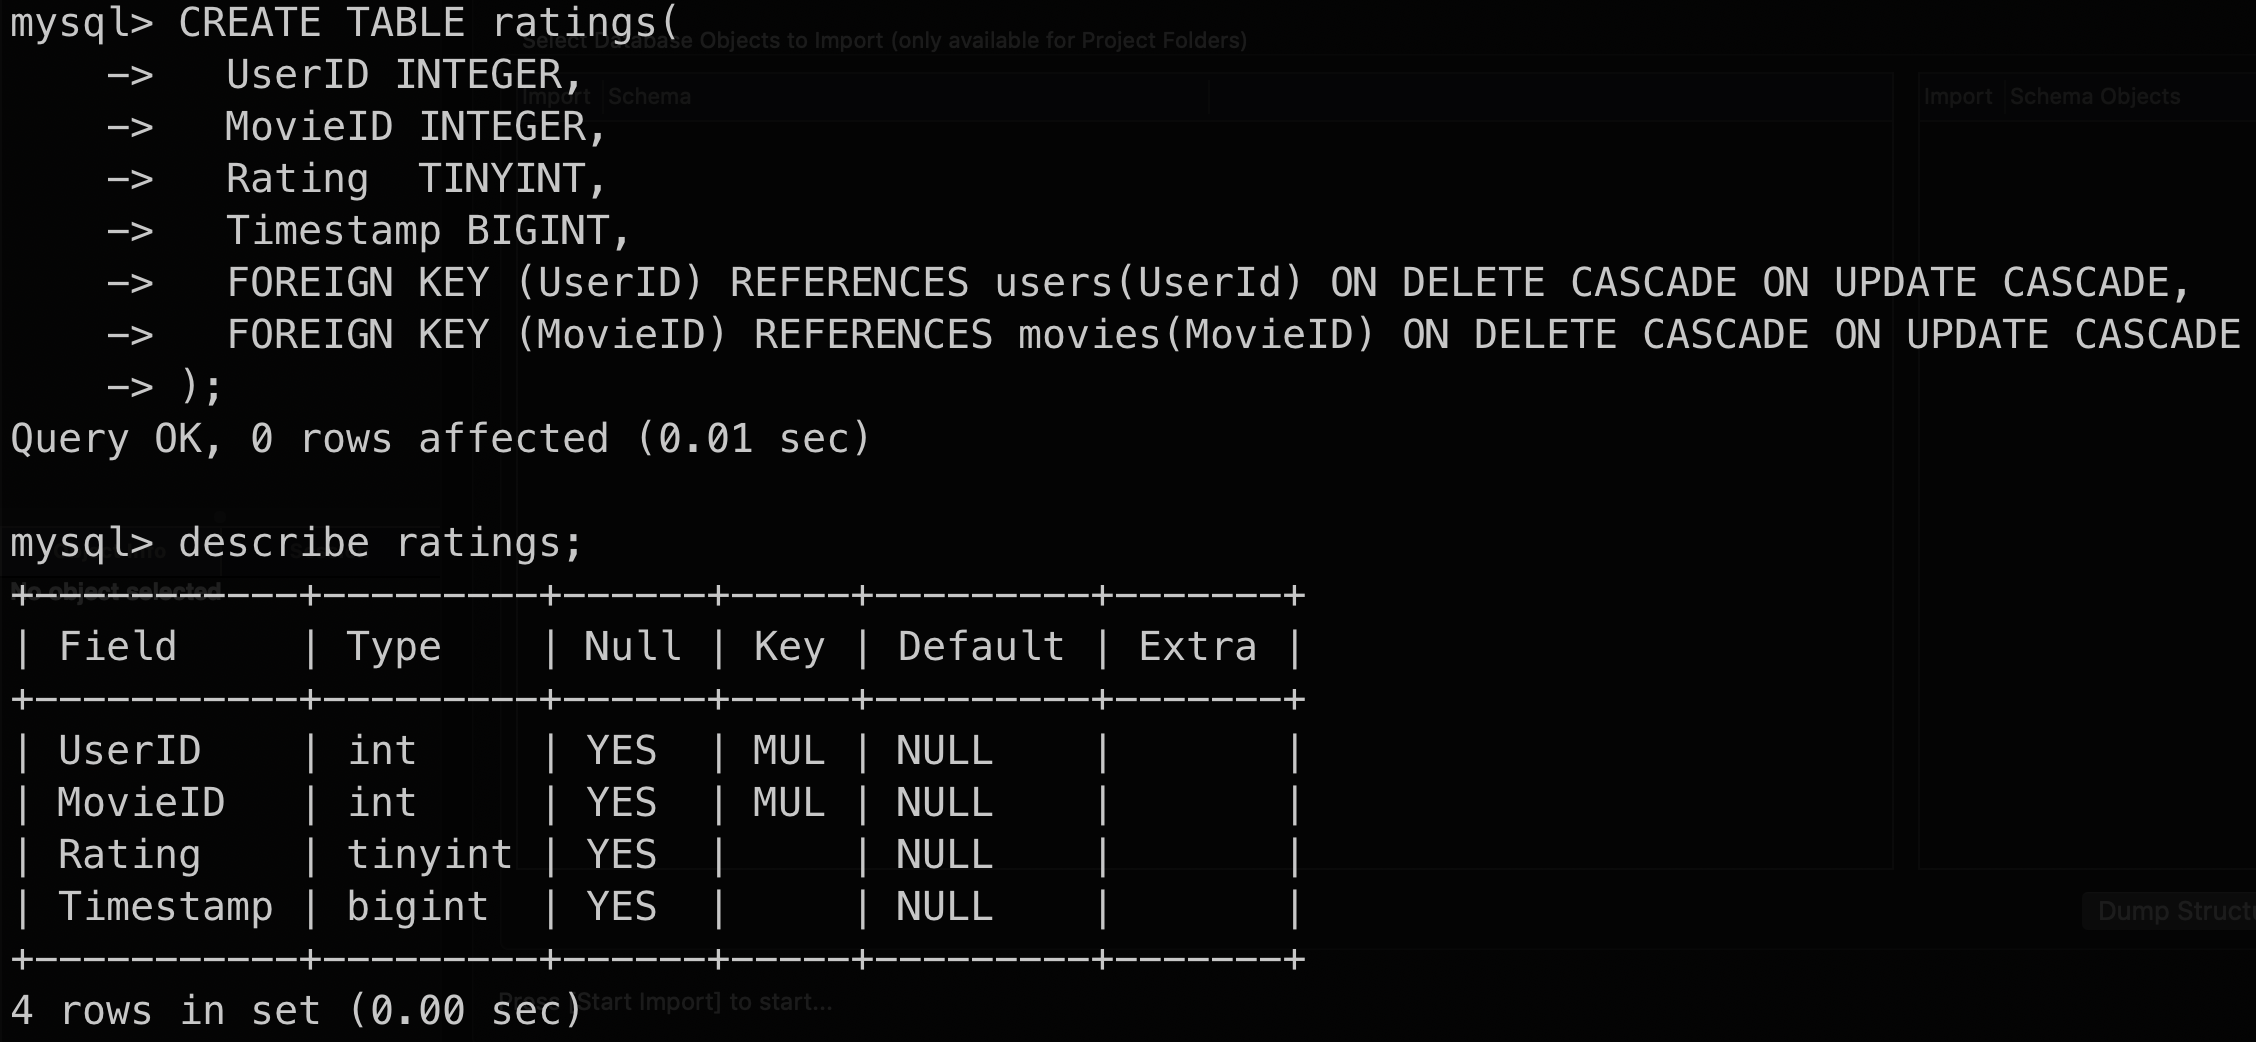 mysql> CREATE TABLE ratings(
    ->   UserID INTEGER,
    ->   MovieID INTEGER,
    ->   Rating  TINYINT,
    ->   Timestamp BIGINT,
    ->   FOREIGN KEY (UserID) REFERENCES users(UserId) ON DELETE CASCADE ON UPDATE CASCADE,
    ->   FOREIGN KEY (MovieID) REFERENCES movies(MovieID) ON DELETE CASCADE ON UPDATE CASCADE
    -> );
Query OK, 0 rows affected (0.01 sec)

mysql> describe ratings;
+-----------+---------+------+-----+---------+-------+
| Field     | Type    | Null | Key | Default | Extra |
+-----------+---------+------+-----+---------+-------+
| UserID    | int     | YES  | MUL | NULL    |       |
| MovieID   | int     | YES  | MUL | NULL    |       |
| Rating    | tinyint | YES  |     | NULL    |       |
| Timestamp | bigint  | YES  |     | NULL    |       |
+-----------+---------+------+-----+---------+-------+
4 rows in set (0.00 sec)
Select Database Objects to Import (only available for Project Folders)
Import Schema
Import Schema Objects
No object selected
Dump
Press [Start Import] to start...